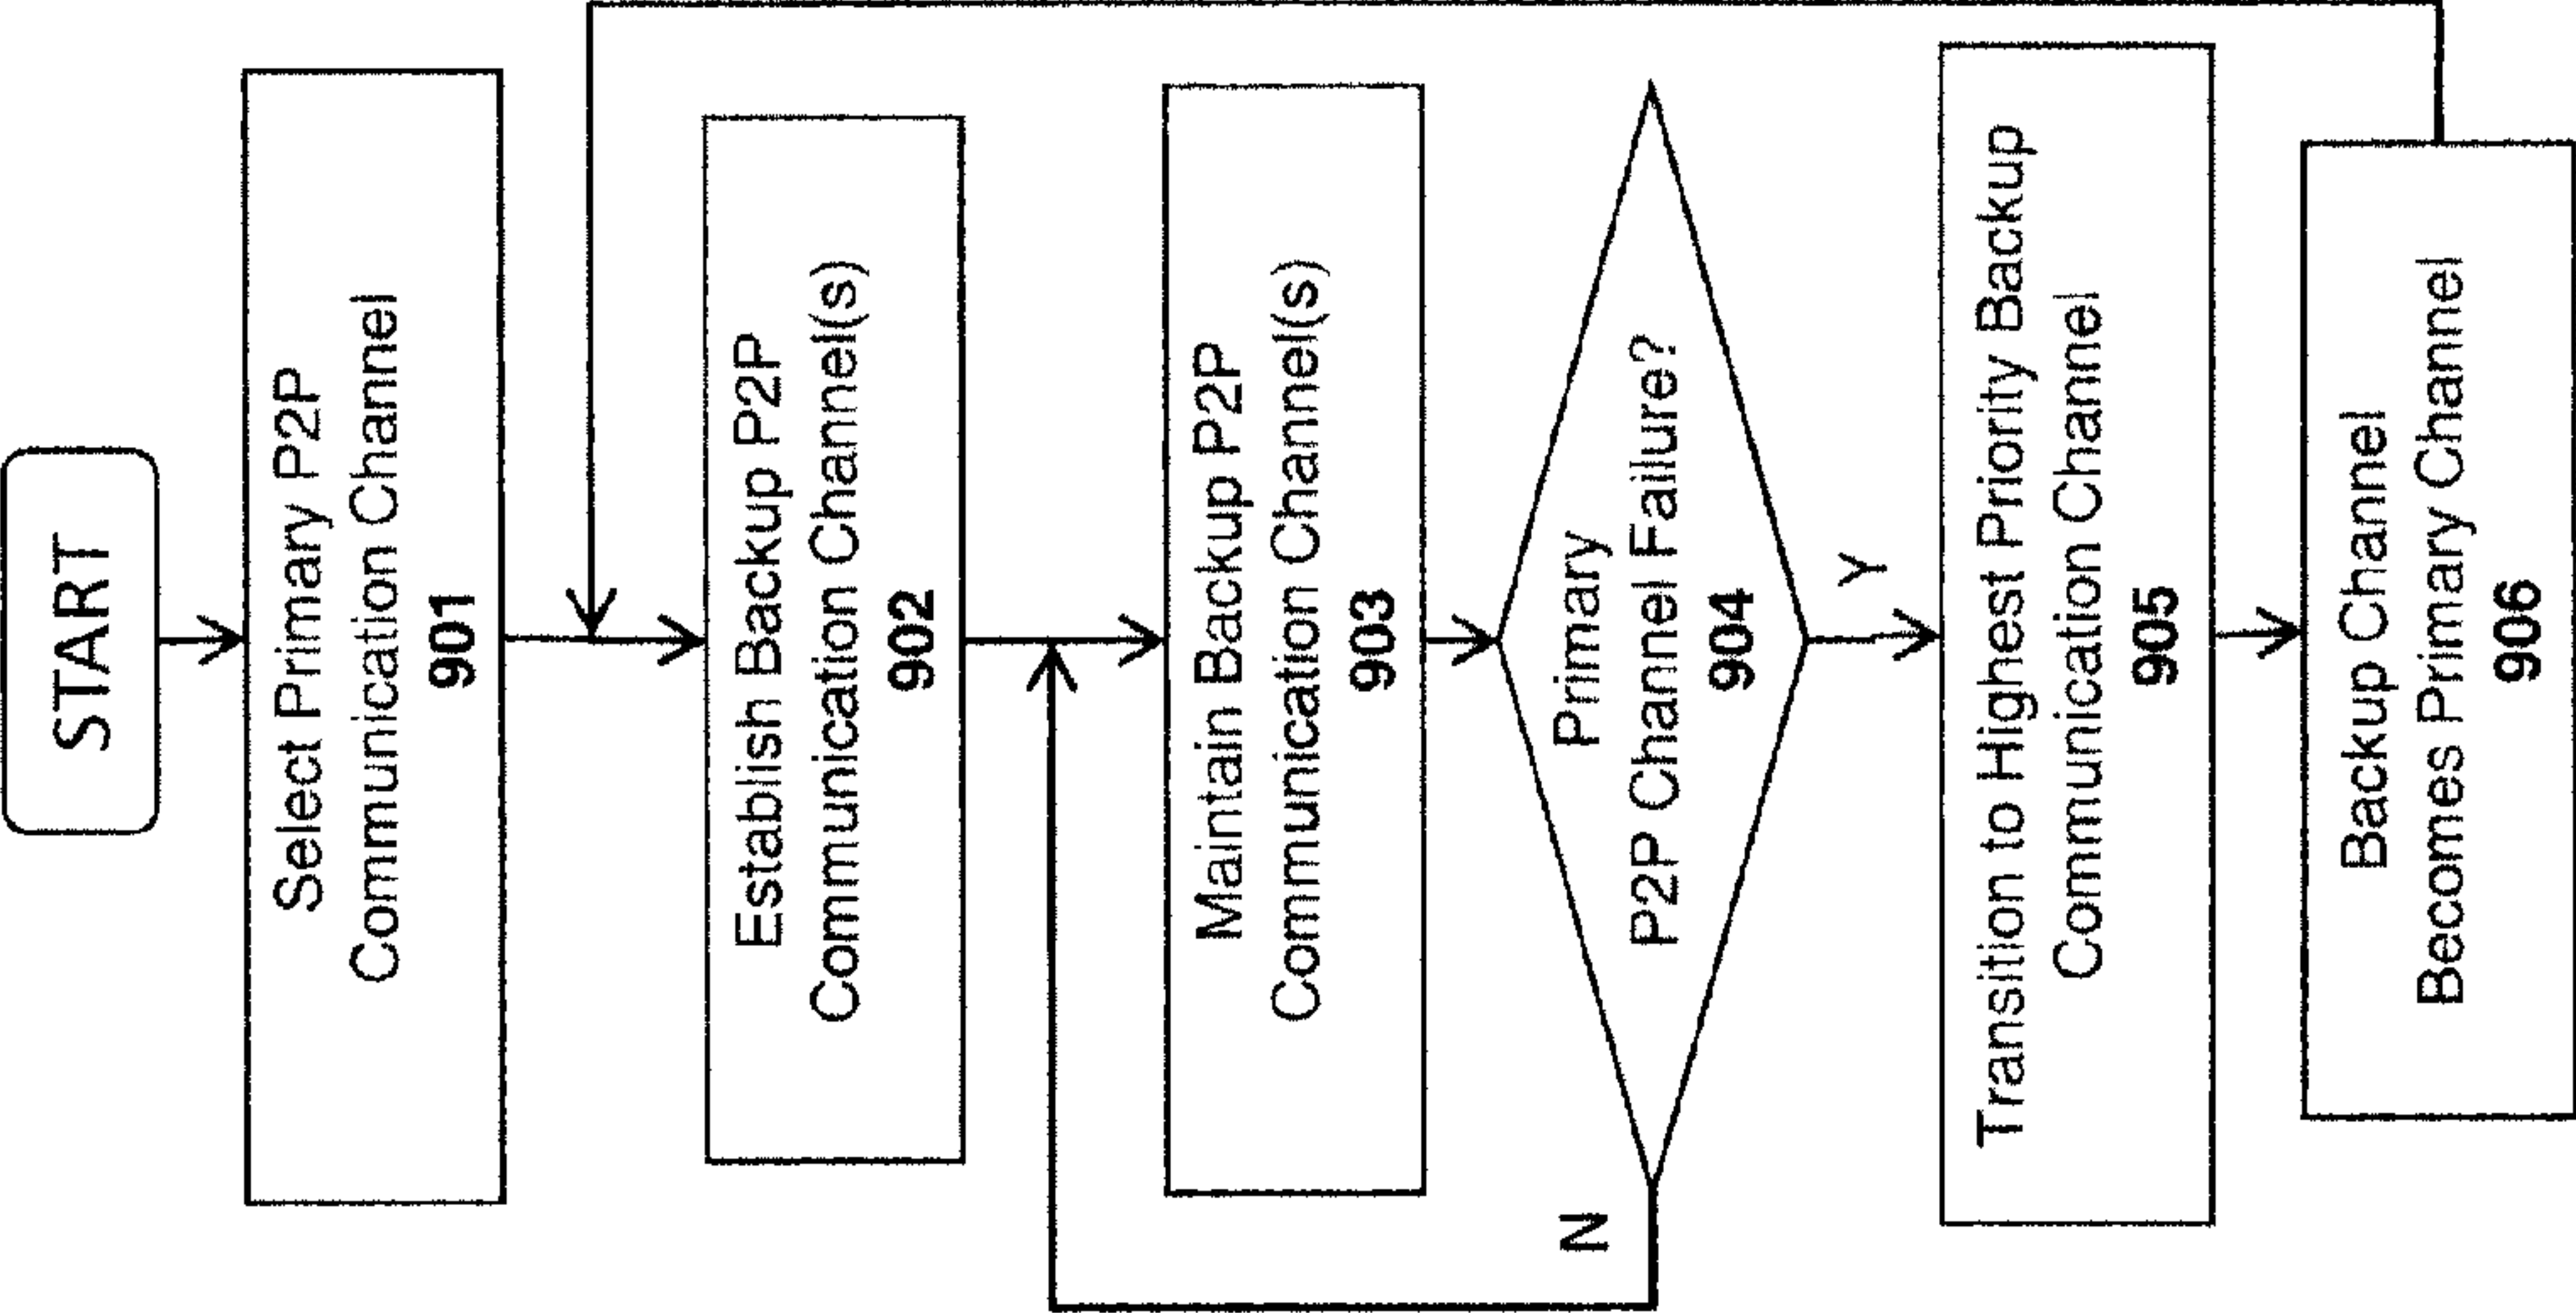 START
Select Primary P2P
Communication Channel
901
Establish Backup P2P
Communication Channel(s)
902
Maintain Backup P2P
Communication Channel(s)
903
Primary
P2P Channel Failure?
904
N
Y
Transition to Highest Priority Backup
Communication Channel
905
Backup Channel
Becomes Primary Channel
906